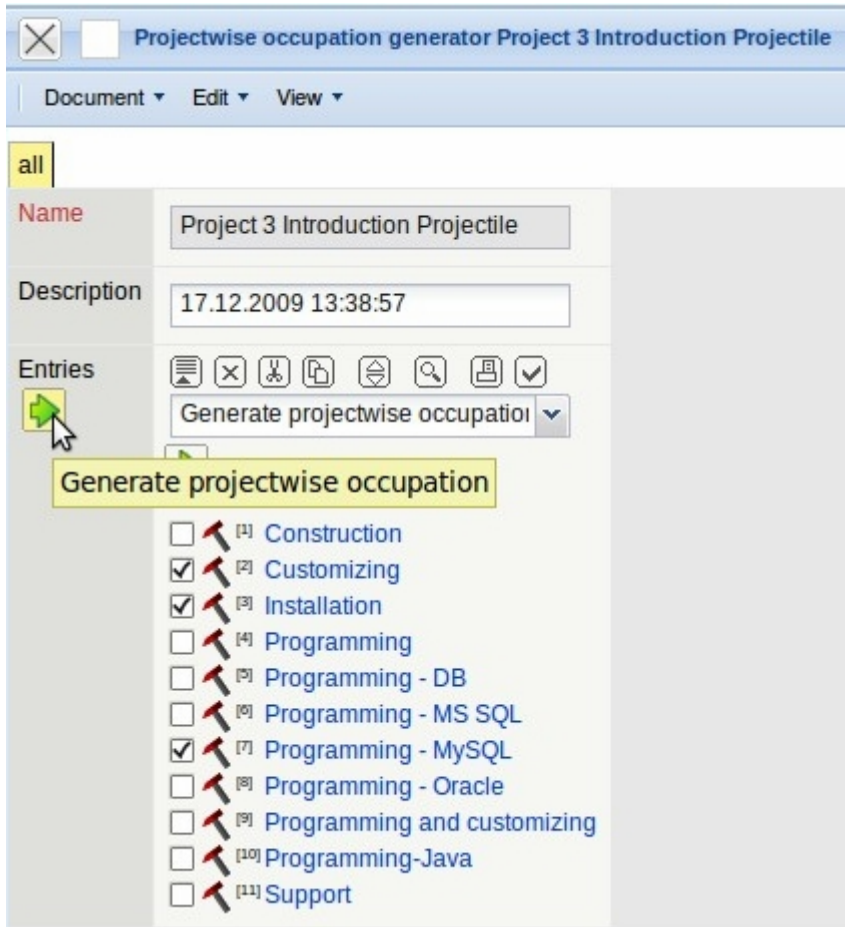 Projectwise occupation generator Project 3 Introduction Projectile
Document Edit View
all
Name
Project 3 Introduction Projectile
Description
17.12.2009 13:38:57
Entries
Generate projectwise occupation
Generate projectwise occupation
[1] Construction
[2] Customizing
[3] Installation
[4] Programming
[5] Programming - DB
[6] Programming - MS SQL
[7] Programming - MySQL
[8] Programming - Oracle
[9] Programming and customizing
[10] Programming-Java
[11] Support